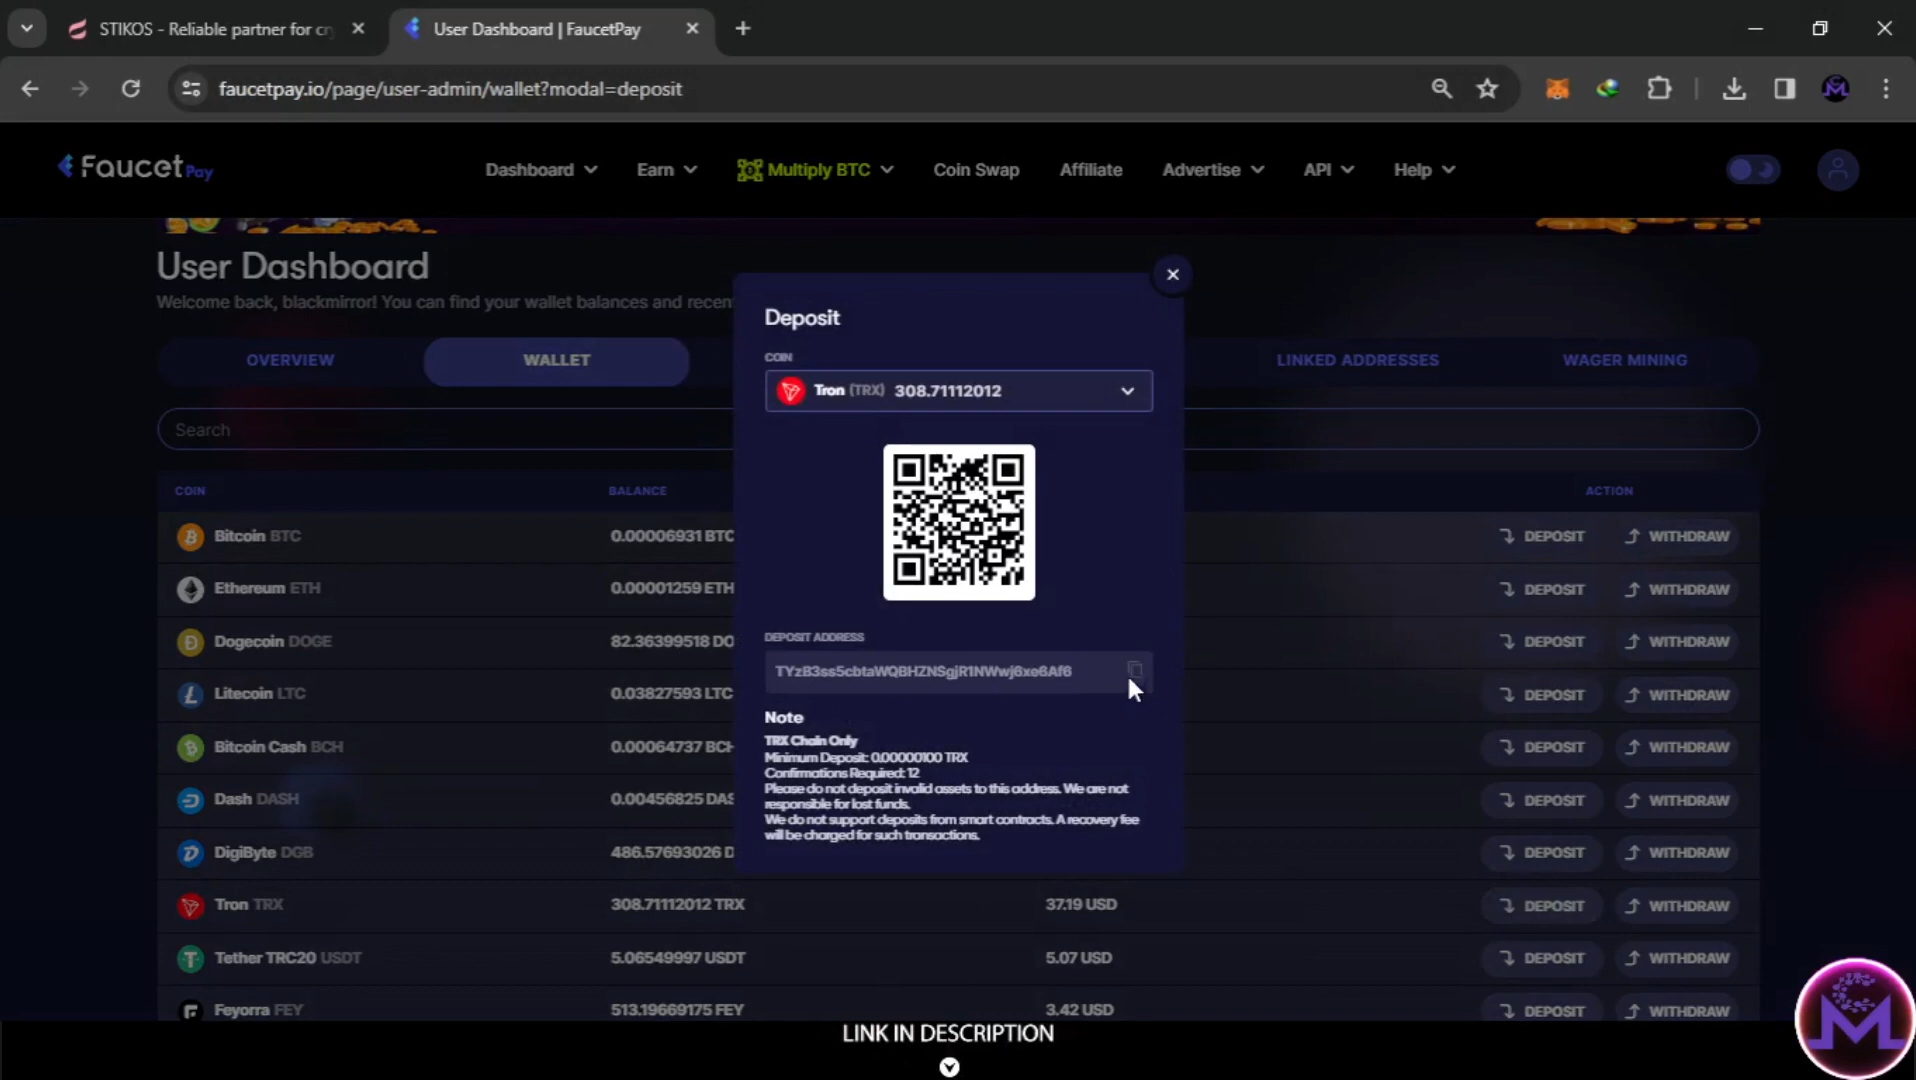 STIKOS - Reliable partner for cr
User Dashboard | FaucetPay
faucetpay.io/page/user-admin/wallet?modal=deposit
FaucetPay
Dashboard
Earn
Multiply BTC
Coin Swap
Affiliate
Advertise
API
Help
User Dashboard
Welcome back, blackmirror! You can find your wallet balances and recen
OVERVIEW
WALLET
LINKED ADDRESSES
WAGER MINING
Search
COIN
BALANCE
ACTION
Bitcoin BTC
0.00006931 BTC
DEPOSIT
WITHDRAW
Ethereum ETH
0.00001259 ETH
DEPOSIT
WITHDRAW
Dogecoin DOGE
82.36399518 DO
DEPOSIT
WITHDRAW
Litecoin LTC
0.03827593 LTC
DEPOSIT
WITHDRAW
Bitcoin Cash BCH
0.00064737 BCH
DEPOSIT
WITHDRAW
Dash DASH
0.00456825 DAS
DEPOSIT
WITHDRAW
DigiByte DGB
486.57693026 D
DEPOSIT
WITHDRAW
Tron TRX
308.71112012 TRX
37.19 USD
DEPOSIT
WITHDRAW
Tether TRC20 USDT
5.06549997 USDT
5.07 USD
DEPOSIT
WITHDRAW
Feyorra FEY
513.19669175 FEY
3.42 USD
DEPOSIT
WITHDRAW
Deposit
COIN
Tron (TRX) 308.71112012
DEPOSIT ADDRESS
TYzB3ss5cbtaWQBHZNSgjR1NWwj6xe6Af6
Note
TRX Chain Only
Minimum Deposit: 0.00000100 TRX
Confirmations Required: 12
Please do not deposit invalid assets to this address. We are not
responsible for lost funds.
We do not support deposits from smart contracts. A recovery fee
will be charged for such transactions.
LINK IN DESCRIPTION